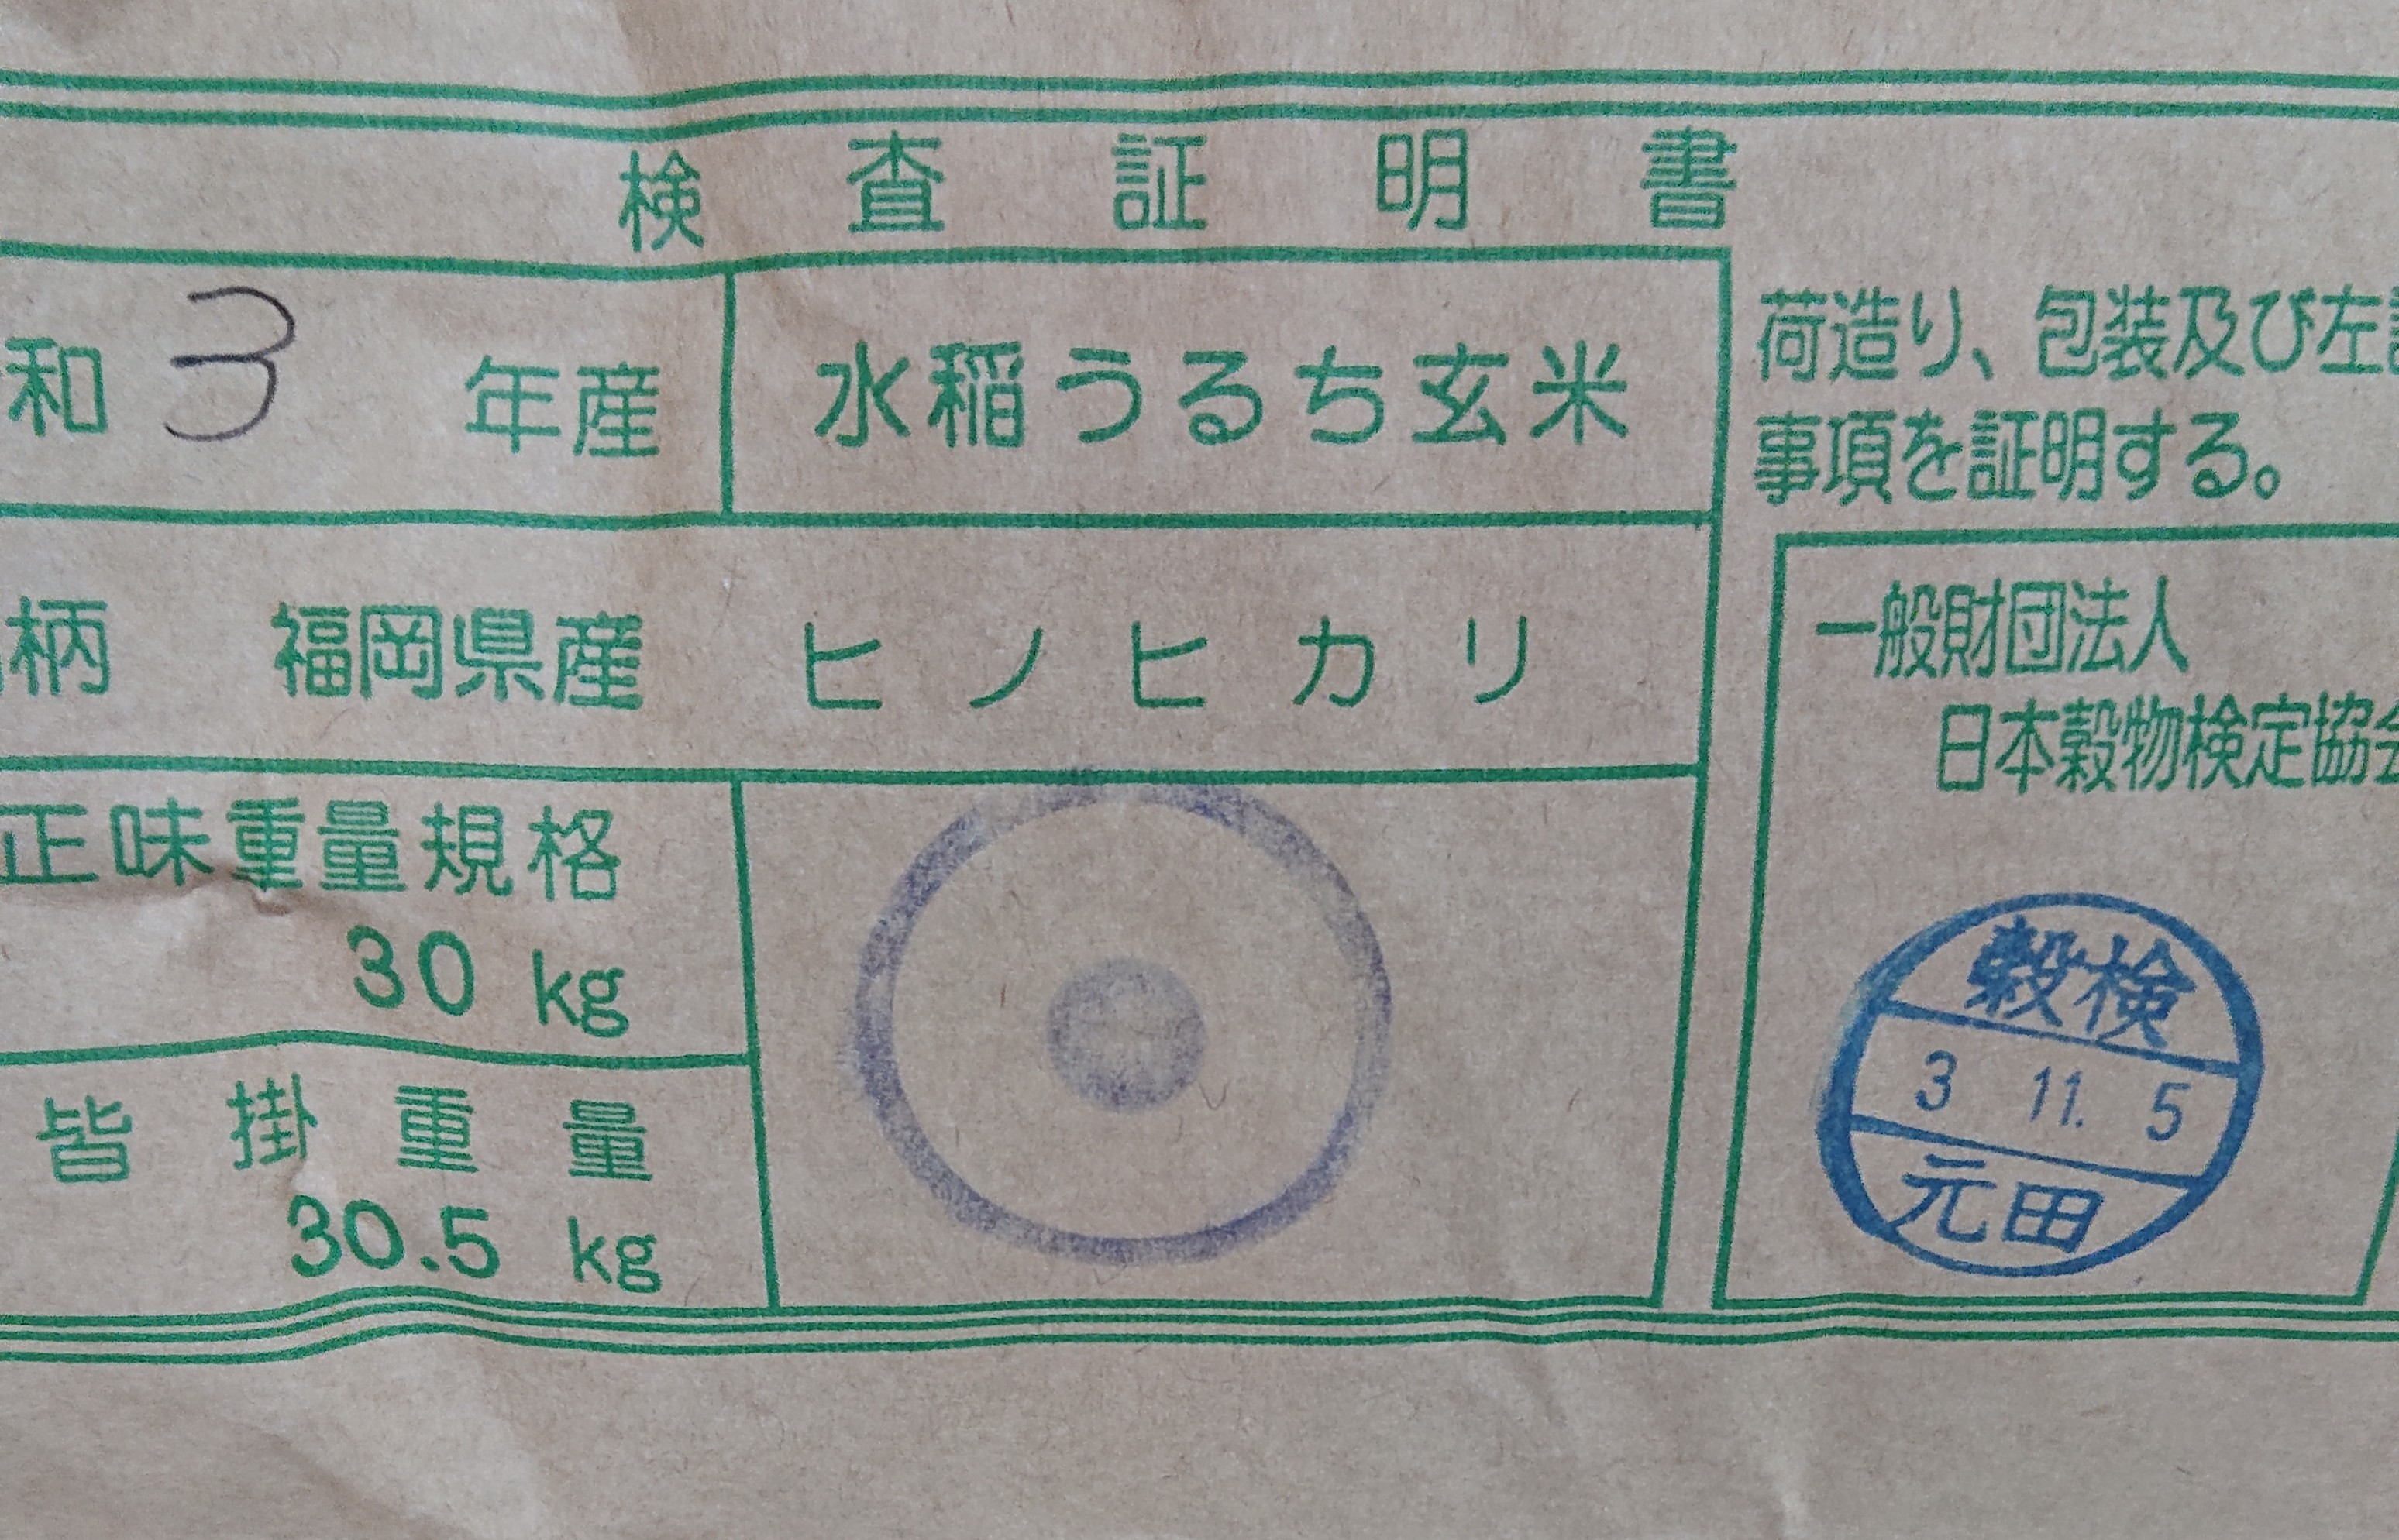 検査証明書
和 3 年産
水稲うるち玄米
荷造り、包装及び左記
事項を証明する。
柄 福岡県産 ヒノヒカリ
一般財団法人
日本穀物検定協会
正味重量規格
30 kg
皆掛重量
30.5 kg
穀検
3 11. 5
元田